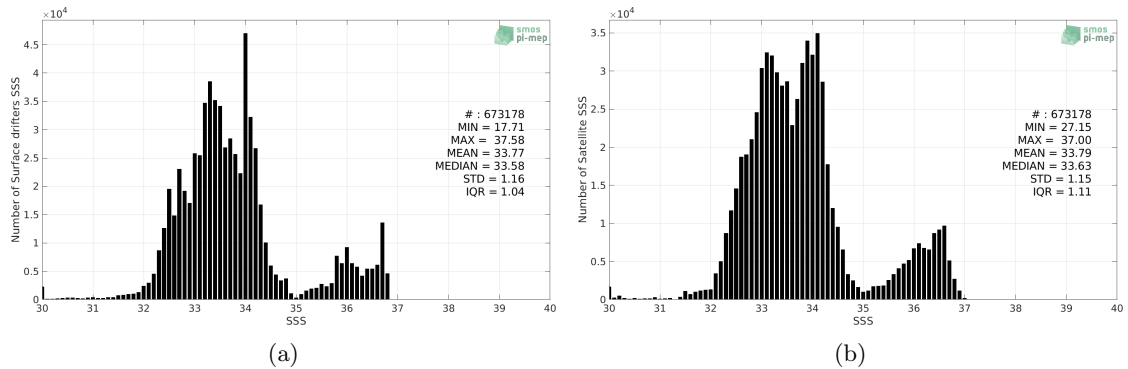 ×10⁴
4.5
4
3.5
3
2.5
2
1.5
1
0.5
0
30 31 32 33 34 35 36 37 38 39 40
SSS
Number of Surface drifters SSS
smos
pi-mep
# : 673178
MIN = 17.71
MAX = 37.58
MEAN = 33.77
MEDIAN = 33.58
STD = 1.16
IQR = 1.04
(a)
×10⁴
3.5
3
2.5
2
1.5
1
0.5
0
30 31 32 33 34 35 36 37 38 39 40
SSS
Number of Satellite SSS
smos
pi-mep
# : 673178
MIN = 27.15
MAX = 37.00
MEAN = 33.79
MEDIAN = 33.63
STD = 1.15
IQR = 1.11
(b)